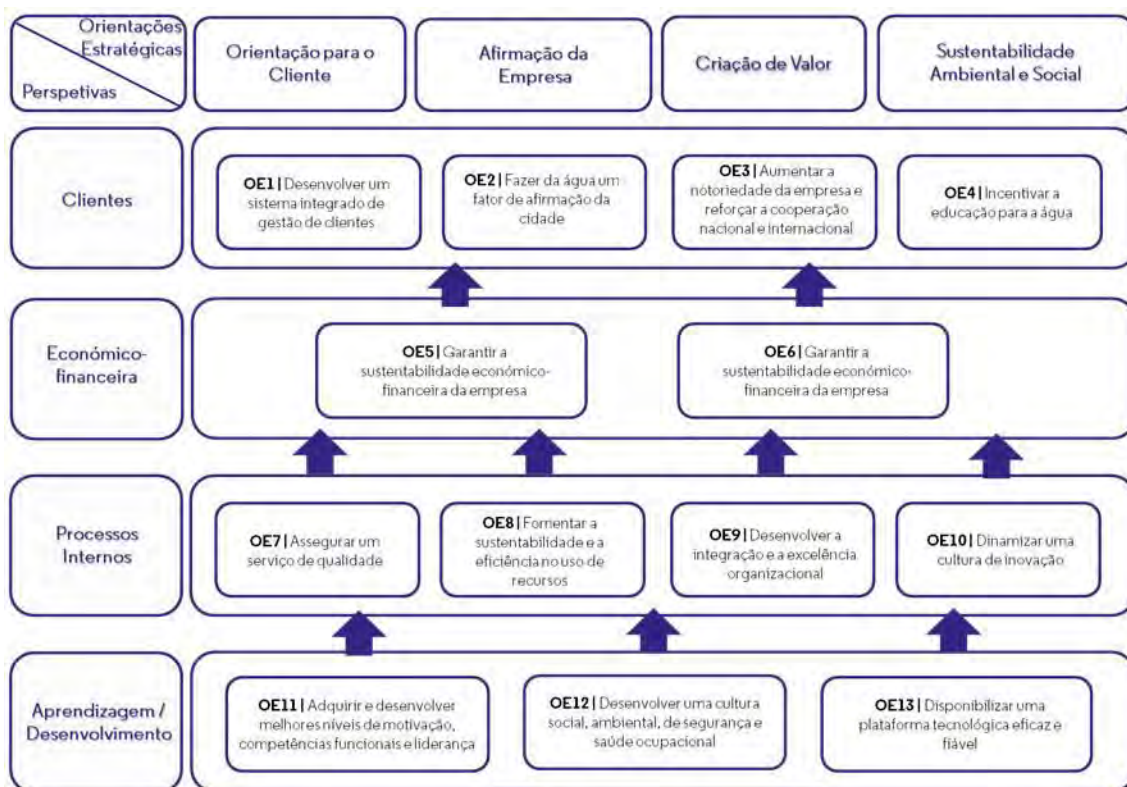 Orientações
Estratégicas
Perspetivas
Orientação para o
Cliente
Afirmação da
Empresa
Criação de Valor
Sustentabilidade
Ambiental e Social
Clientes
OE1| Desenvolver um
sistema integrado de
gestão de clientes
OE2| Fazer da água um
fator de afirmação da
cidade
OE3| Aumentar a
notoriedade da empresa e
reforçar a cooperação
nacional e internacional
OE4| Incentivar a
educação para a água
Económico-
financeira
OE5| Garantir a
sustentabilidade económico-
financeira da empresa
OE6| Garantir a
sustentabilidade económico-
financeira da empresa
Processos
Internos
OE7| Assegurar um
serviço de qualidade
OE8| Fomentar a
sustentabilidade e a
eficiência no uso de
recursos
OE9| Desenvolver a
integração e a excelência
organizacional
OE10| Dinamizar uma
cultura de inovação
Aprendizagem /
Desenvolvimento
OE11| Adquirir e desenvolver
melhores níveis de motivação,
competências funcionais e liderança
OE12| Desenvolver uma cultura
social, ambiental, de segurança e
saúde ocupacional
OE13| Disponibilizar uma
plataforma tecnológica eficaz e
fiável